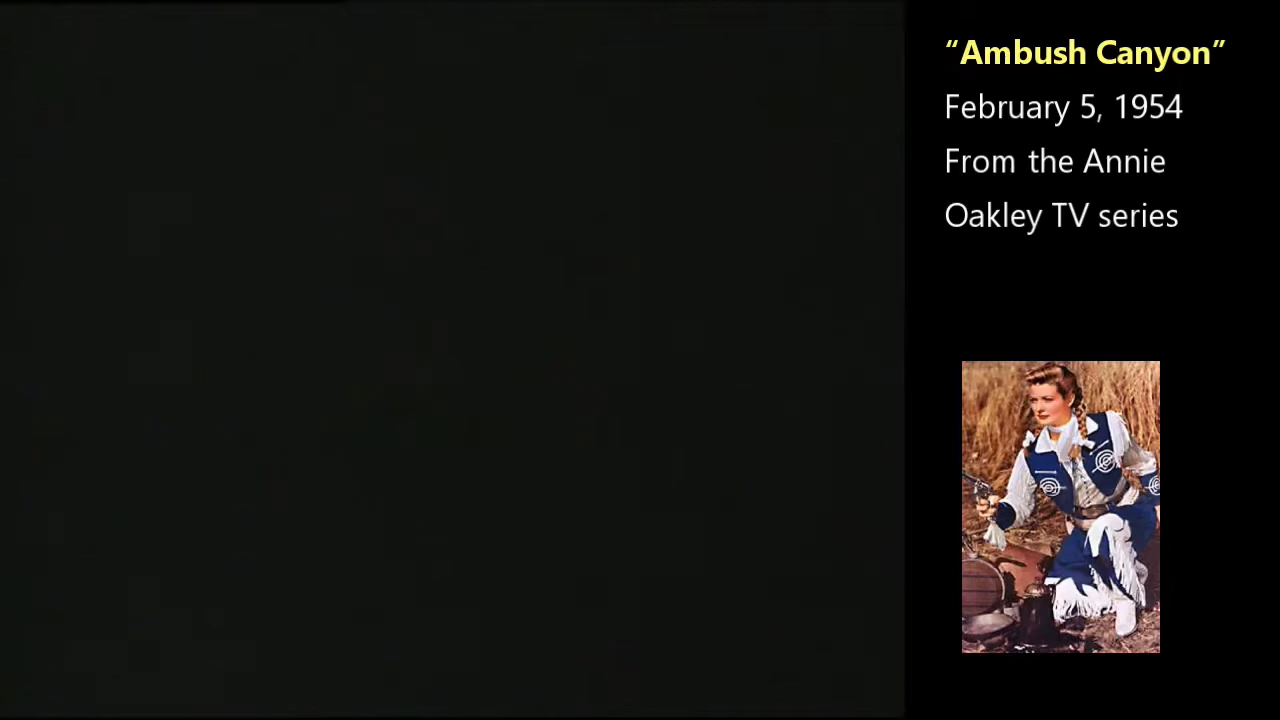 “Ambush Canyon”
February 5, 1954
From the Annie
Oakley TV series